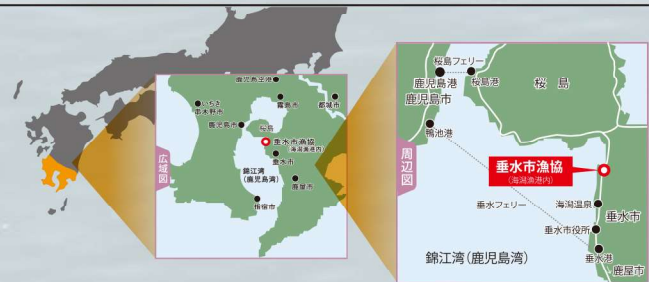 鹿児島空港
いちき
串木野市
霧島市
都城市
鹿児島市
桜島
垂水市漁協
(海潟漁港内)
垂水市
錦江湾
(鹿児島湾)
鹿屋市
指宿市
広域図
桜島フェリー
鹿児島港
桜島港
桜島
鹿児島市
鴨池港
周辺図
垂水市漁協
(海潟漁港内)
垂水フェリー
海潟温泉
垂水市
垂水市役所
錦江湾(鹿児島湾)
垂水港
鹿屋市